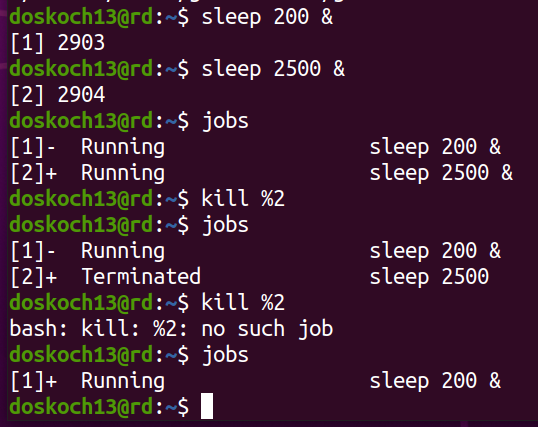 doskoch13@rd:~$ sleep 200 &
[1] 2903
doskoch13@rd:~$ sleep 2500 &
[2] 2904
doskoch13@rd:~$ jobs
[1]-  Running                 sleep 200 &
[2]+  Running                 sleep 2500 &
doskoch13@rd:~$ kill %2
doskoch13@rd:~$ jobs
[1]-  Running                 sleep 200 &
[2]+  Terminated              sleep 2500
doskoch13@rd:~$ kill %2
bash: kill: %2: no such job
doskoch13@rd:~$ jobs
[1]+  Running                 sleep 200 &
doskoch13@rd:~$